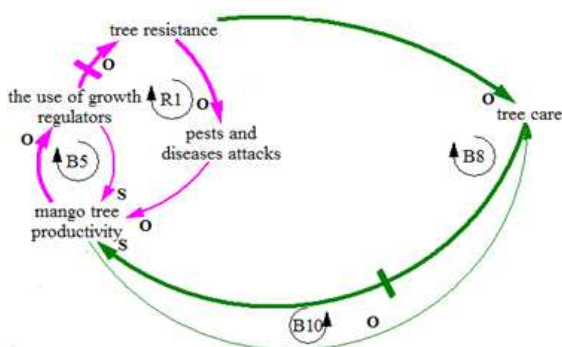 tree resistance
O
the use of growth
regulators
R1
O
O
tree care
pests and
diseases attacks
O
B5
B8
S
mango tree
productivity
O
S
B10
O